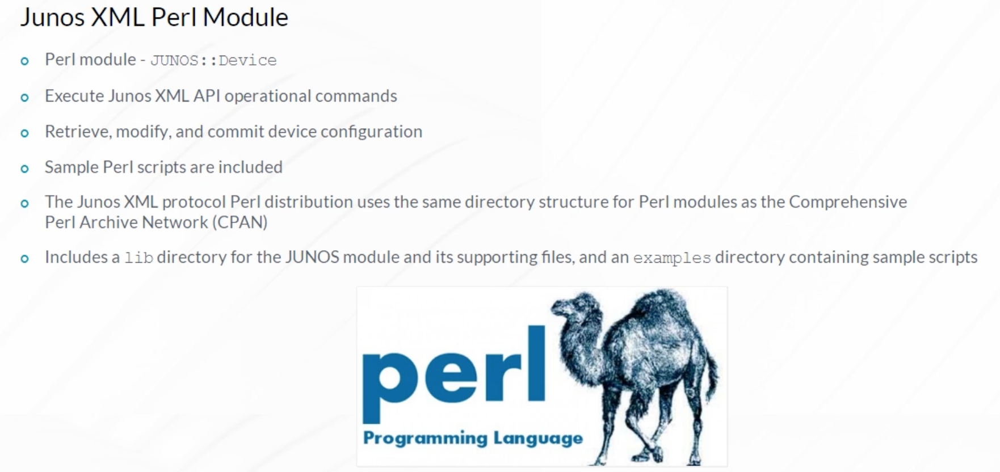 Junos XML Perl Module
Perl module - JUNOS::Device
Execute Junos XML API operational commands
Retrieve, modify, and commit device configuration
Sample Perl scripts are included
The Junos XML protocol Perl distribution uses the same directory structure for Perl modules as the Comprehensive
Perl Archive Network (CPAN)
Includes a lib directory for the JUNOS module and its supporting files, and an examples directory containing sample scripts
perl
Programming Language